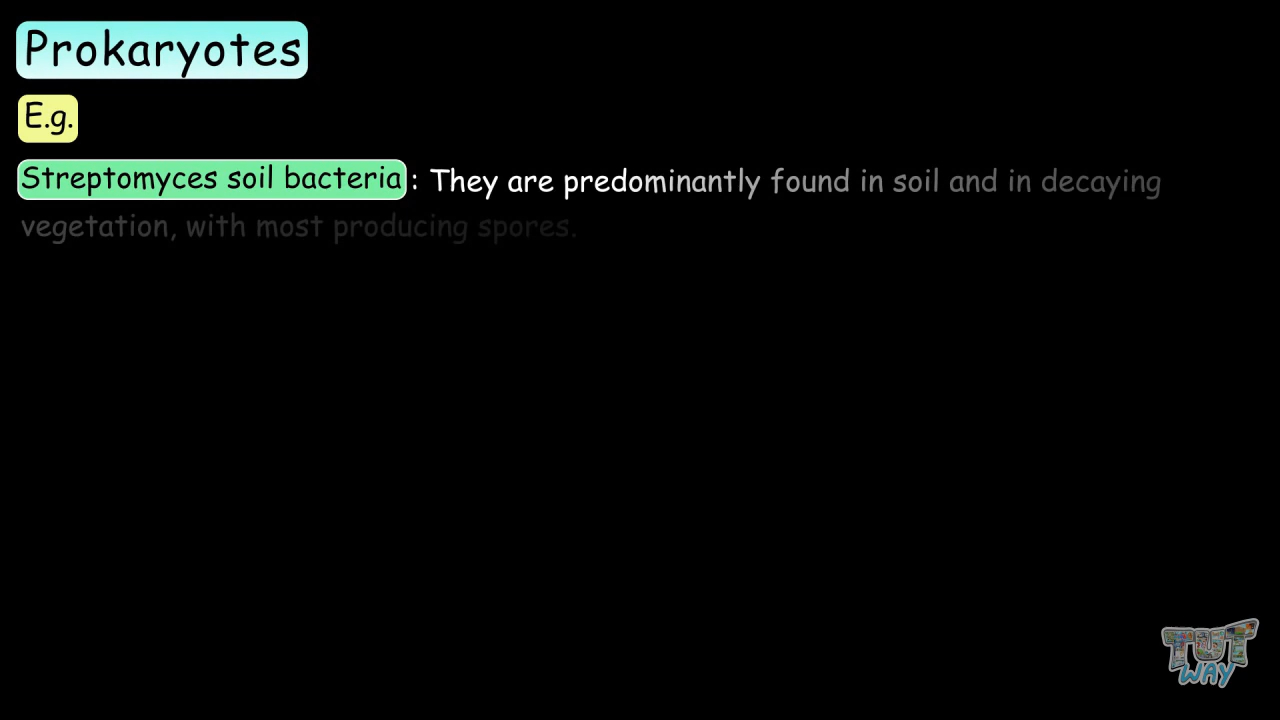 Prokaryotes
E.g.
Streptomyces soil bacteria : They are predominantly found in soil and in decaying
vegetation, with most producing spores.
TUT
WAY